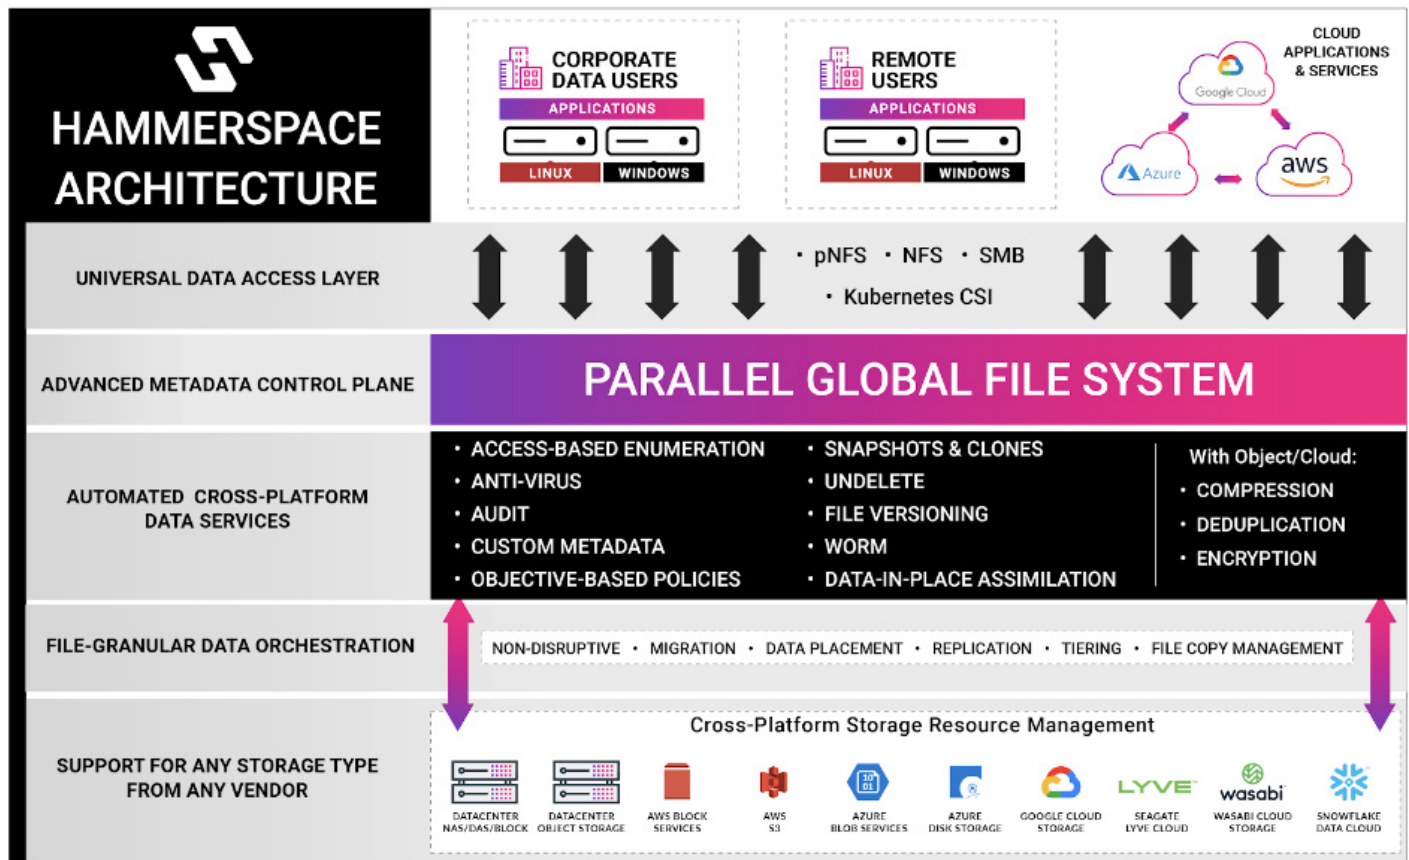 HAMMERSPACE
ARCHITECTURE
CORPORATE
DATA USERS
APPLICATIONS
LINUX
WINDOWS
REMOTE
USERS
APPLICATIONS
LINUX
WINDOWS
CLOUD
APPLICATIONS
& SERVICES
Google Cloud
Azure
aws
UNIVERSAL DATA ACCESS LAYER
• pNFS • NFS • SMB
• Kubernetes CSI
ADVANCED METADATA CONTROL PLANE
PARALLEL GLOBAL FILE SYSTEM
AUTOMATED CROSS-PLATFORM
DATA SERVICES
• ACCESS-BASED ENUMERATION
• ANTI-VIRUS
• AUDIT
• CUSTOM METADATA
• OBJECTIVE-BASED POLICIES
• SNAPSHOTS & CLONES
• UNDELETE
• FILE VERSIONING
• WORM
• DATA-IN-PLACE ASSIMILATION
With Object/Cloud:
• COMPRESSION
• DEDUPLICATION
• ENCRYPTION
FILE-GRANULAR DATA ORCHESTRATION
NON-DISRUPTIVE • MIGRATION • DATA PLACEMENT • REPLICATION • TIERING • FILE COPY MANAGEMENT
SUPPORT FOR ANY STORAGE TYPE
FROM ANY VENDOR
Cross-Platform Storage Resource Management
DATACENTER
NAS/DAS/BLOCK
DATACENTER
OBJECT STORAGE
AWS BLOCK
SERVICES
AWS
S3
10
01
AZURE
BLOB SERVICES
AZURE
DISK STORAGE
GOOGLE CLOUD
STORAGE
LYVE™
SEAGATE
LYVE CLOUD
wasabi
WASABI CLOUD
STORAGE
SNOWFLAKE
DATA CLOUD